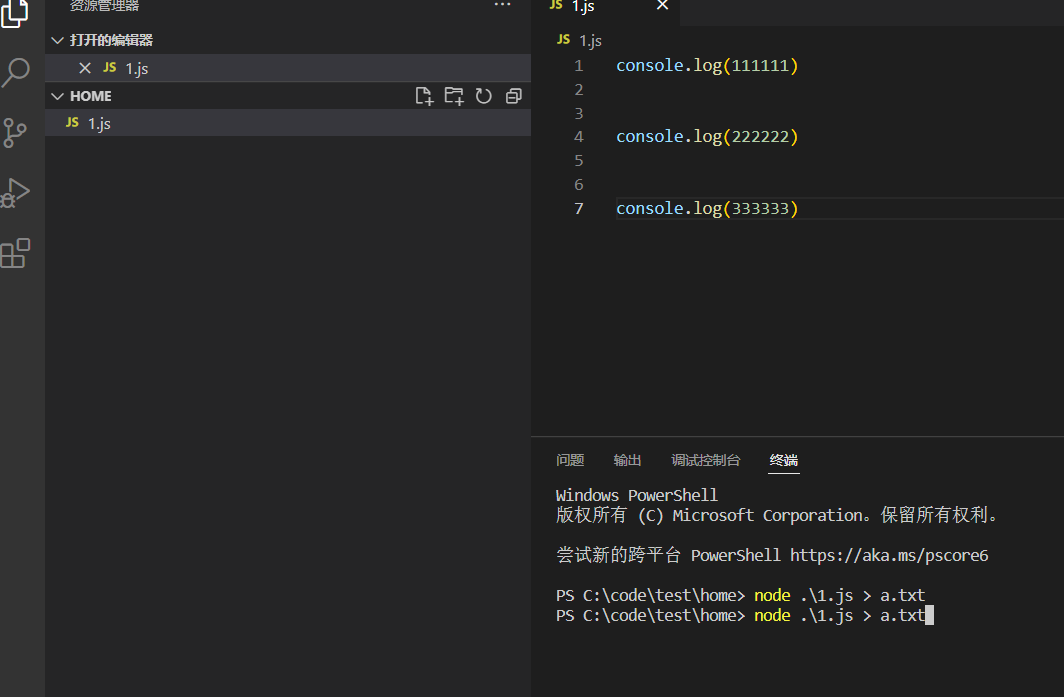 资源管理器
打开的编辑器
JS 1.js
HOME
JS 1.js
JS 1.js
JS 1.js
1 console.log(111111)
2
3
4 console.log(222222)
5
6
7 console.log(333333)
问题 输出 调试控制台 终端
Windows PowerShell
版权所有 (C) Microsoft Corporation。保留所有权利。
尝试新的跨平台 PowerShell https://aka.ms/pscore6
PS C:\code\test\home> node .\1.js > a.txt
PS C:\code\test\home> node .\1.js > a.txt